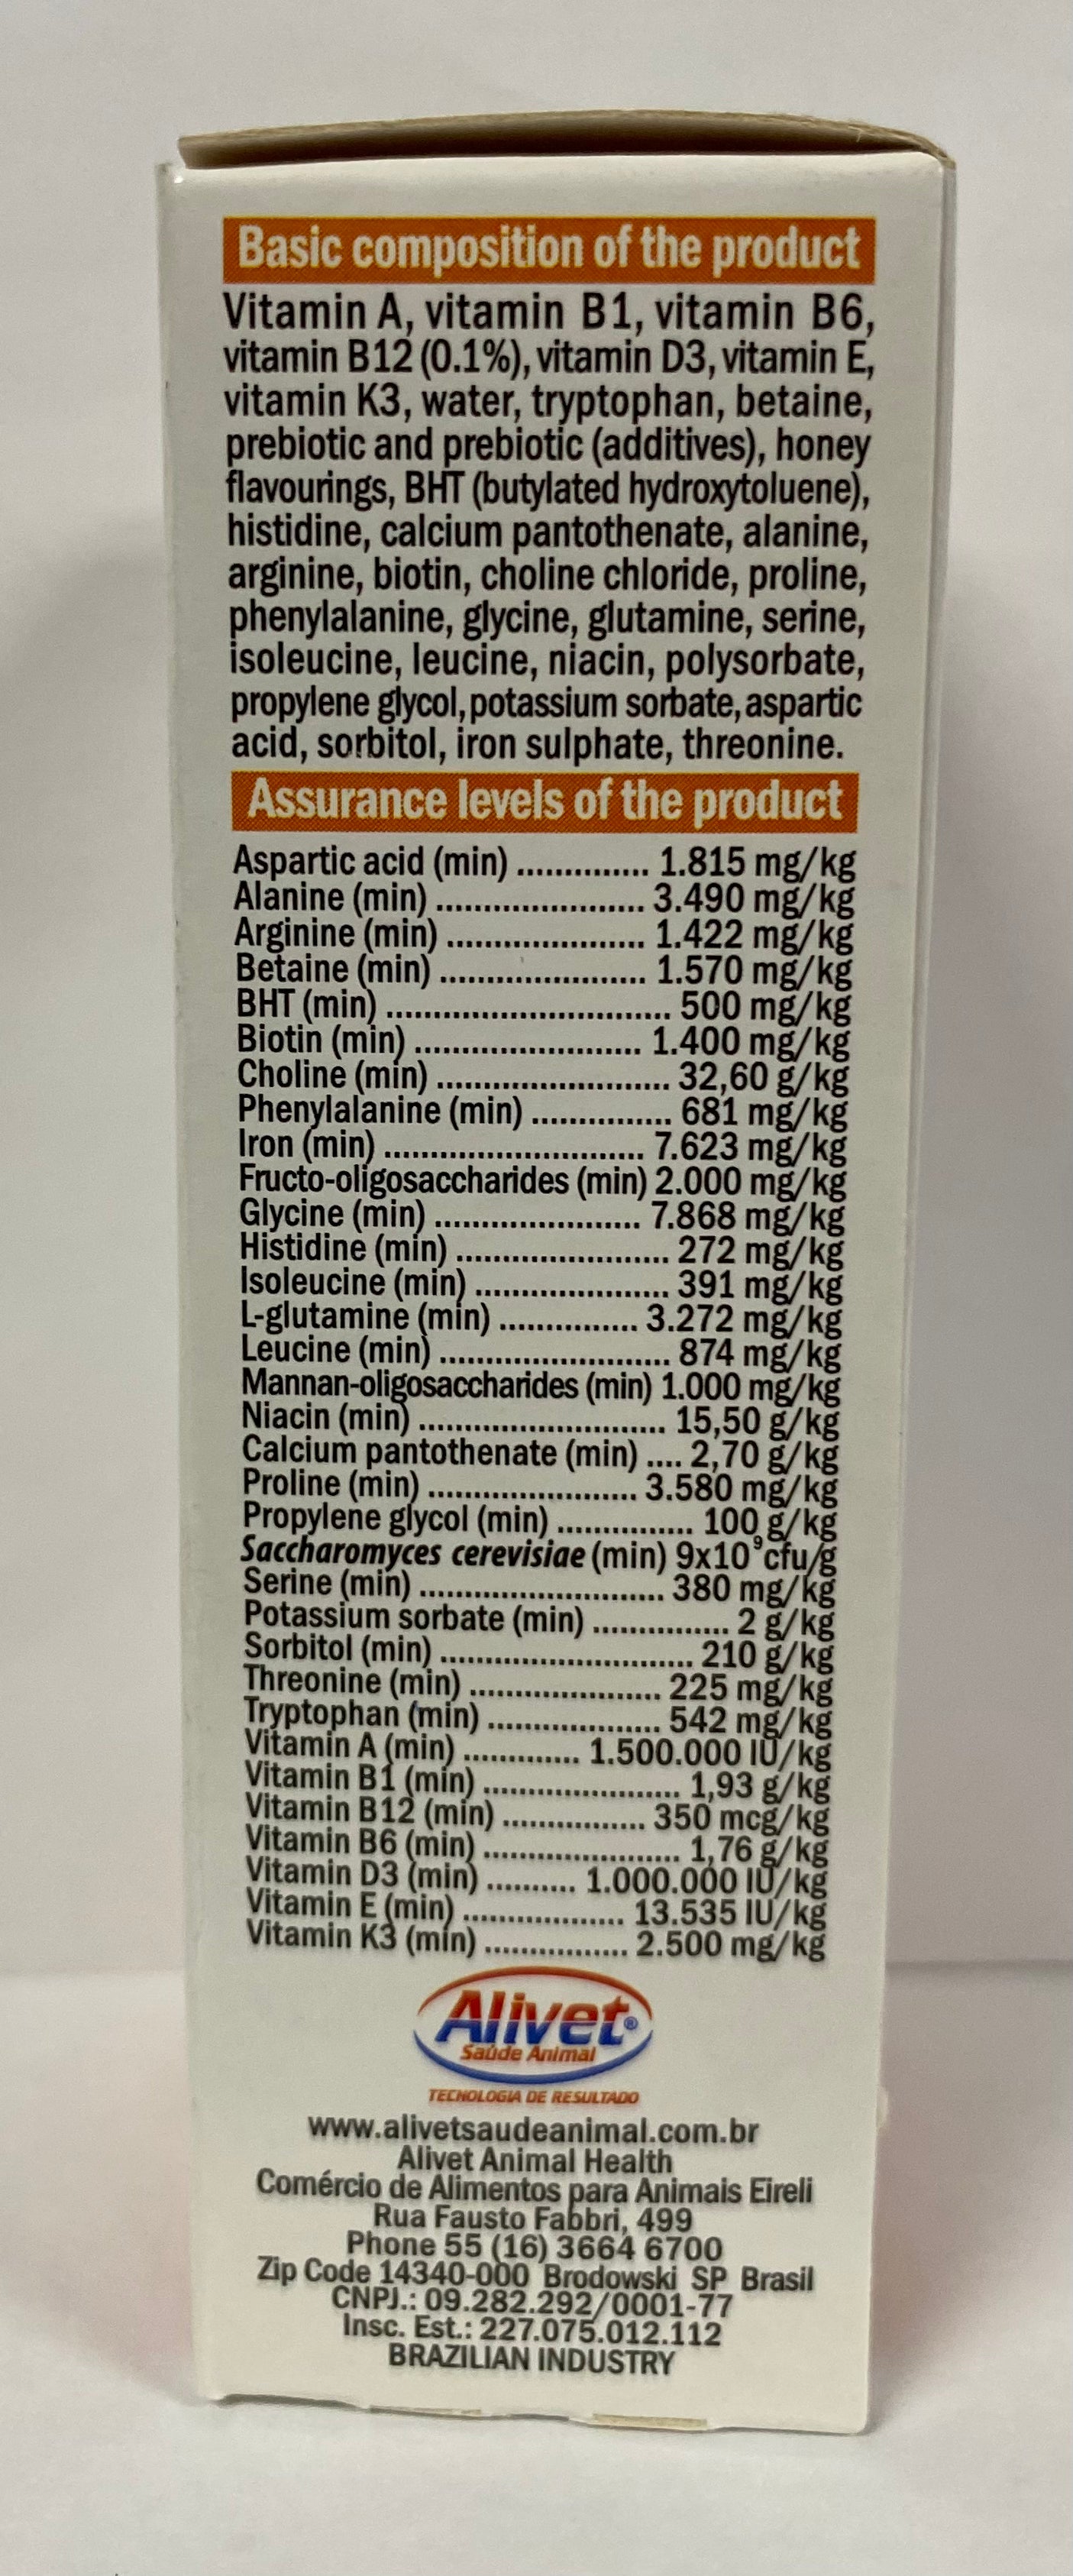 Basic composition of the product
Vitamin A, vitamin B1, vitamin B6,
vitamin B12 (0.1%), vitamin D3, vitamin E,
vitamin K3, water, tryptophan, betaine,
prebiotic and prebiotic (additives), honey
flavourings, BHT (butylated hydroxytoluene),
histidine, calcium pantothenate, alanine,
arginine, biotin, choline chloride, proline,
phenylalanine, glycine, glutamine, serine,
isoleucine, leucine, niacin, polysorbate,
propylene glycol, potassium sorbate, aspartic
acid, sorbitol, iron sulphate, threonine.
Assurance levels of the product
Aspartic acid (min) .............. 1.815 mg/kg
Alanine (min) ...................... 3.490 mg/kg
Arginine (min) ..................... 1.422 mg/kg
Betaine (min) ...................... 1.570 mg/kg
BHT (min) .............................. 500 mg/kg
Biotin (min) ........................ 1.400 mg/kg
Choline (min) ......................... 32,60 g/kg
Phenylalanine (min) ............... 681 mg/kg
Iron (min) ............................ 7.623 mg/kg
Fructo-oligosaccharides (min) 2.000 mg/kg
Glycine (min) ...................... 7.868 mg/kg
Histidine (min) ....................... 272 mg/kg
Isoleucine (min) ..................... 391 mg/kg
L-glutamine (min) ............... 3.272 mg/kg
Leucine (min) ......................... 874 mg/kg
Mannan-oligosaccharides (min) 1.000 mg/kg
Niacin (min) .......................... 15,50 g/kg
Calcium pantothenate (min) .... 2,70 g/kg
Proline (min) ...................... 3.580 mg/kg
Propylene glycol (min) ............... 100 g/kg
Saccharomyces cerevisiae (min) 9x10⁹cfu/g
Serine (min) .......................... 380 mg/kg
Potassium sorbate (min) ............... 2 g/kg
Sorbitol (min) ........................... 210 g/kg
Threonine (min) ..................... 225 mg/kg
Tryptophan (min) ................... 542 mg/kg
Vitamin A (min) ............. 1.500.000 IU/kg
Vitamin B1 (min) ..................... 1,93 g/kg
Vitamin B12 (min) ............... 350 mcg/kg
Vitamin B6 (min) ..................... 1,76 g/kg
Vitamin D3 (min) .......... 1.000.000 IU/kg
Vitamin E (min) ................. 13.535 IU/kg
Vitamin K3 (min) ................ 2.500 mg/kg
Alivet®
Saúde Animal
TECNOLOGIA DE RESULTADO
www.alivetsaudeanimal.com.br
Alivet Animal Health
Comércio de Alimentos para Animais Eireli
Rua Fausto Fabbri, 499
Phone 55 (16) 3664 6700
Zip Code 14340-000 Brodowski SP Brasil
CNPJ.: 09.282.292/0001-77
Insc. Est.: 227.075.012.112
BRAZILIAN INDUSTRY